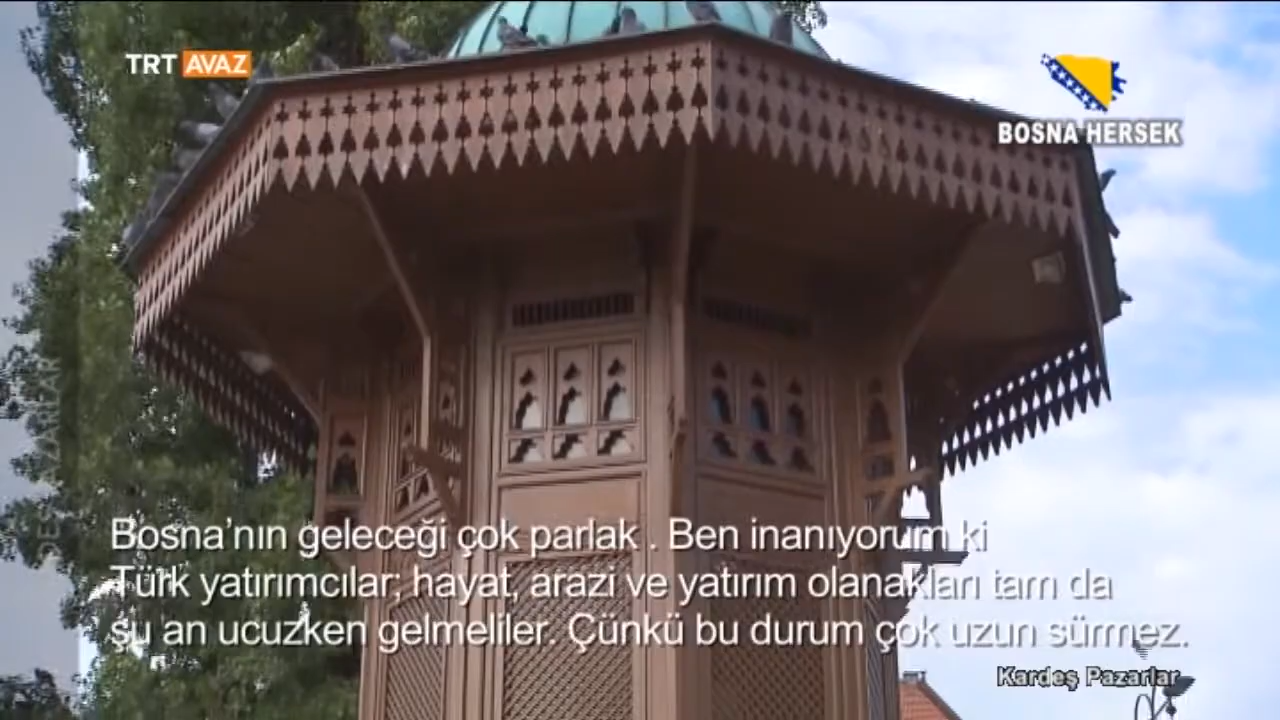 TRT AVAZ
BOSNA HERSEK
Bosna'nın geleceği çok parlak . Ben inanıyorum ki
Türk yatırımcılar; hayat, arazi ve yatırım olanakları tam da
şu an ucuzken gelmeliler. Çünkü bu durum çok uzun sürmez.
Kardeş Pazarlar